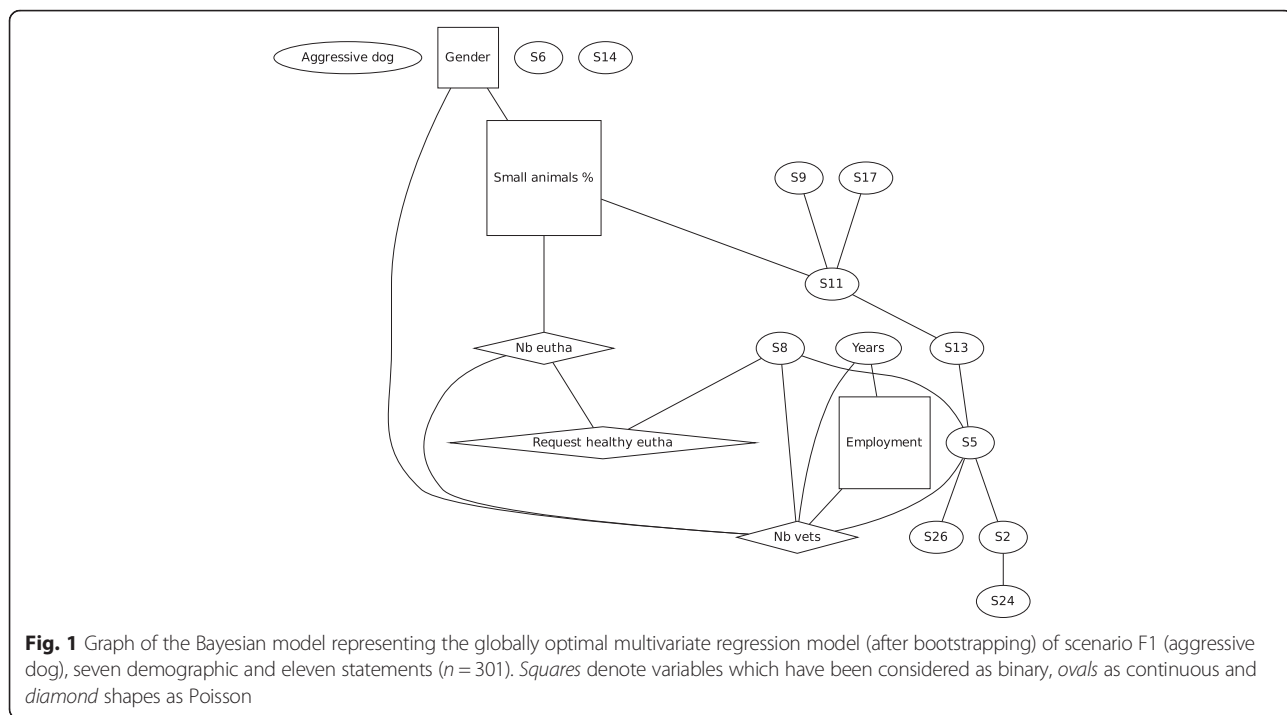 Aggressive dog Gender S6 S14
Small animals % S9 S17
S11
Nb eutha S8 Years S13
Request healthy eutha Employment S5
Nb vets S26 S2
S24
Fig. 1 Graph of the Bayesian model representing the globally optimal multivariate regression model (after bootstrapping) of scenario F1 (aggressive
dog), seven demographic and eleven statements (n = 301). Squares denote variables which have been considered as binary, ovals as continuous and
diamond shapes as Poisson